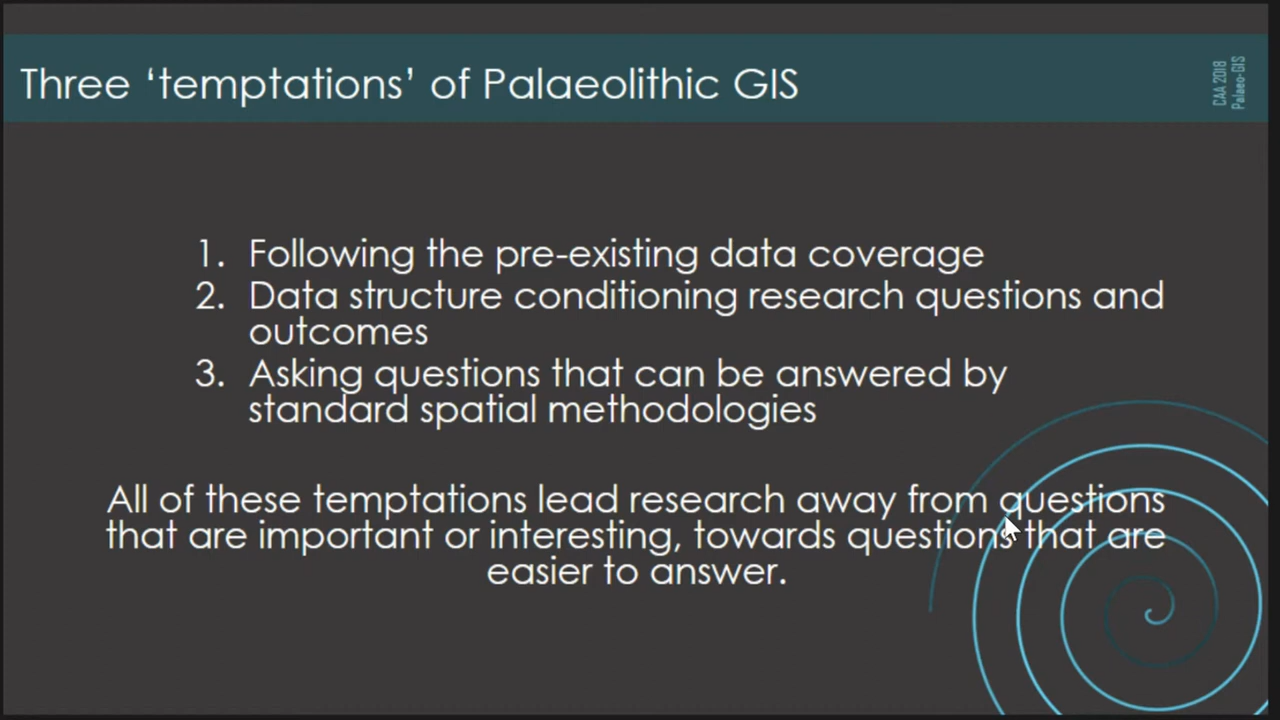 Three ‘temptations’ of Palaeolithic GIS
CAA 2018
Palaeo-GIS
1. Following the pre-existing data coverage
2. Data structure conditioning research questions and
outcomes
3. Asking questions that can be answered by
standard spatial methodologies
All of these temptations lead research away from questions
that are important or interesting, towards questions that are
easier to answer.